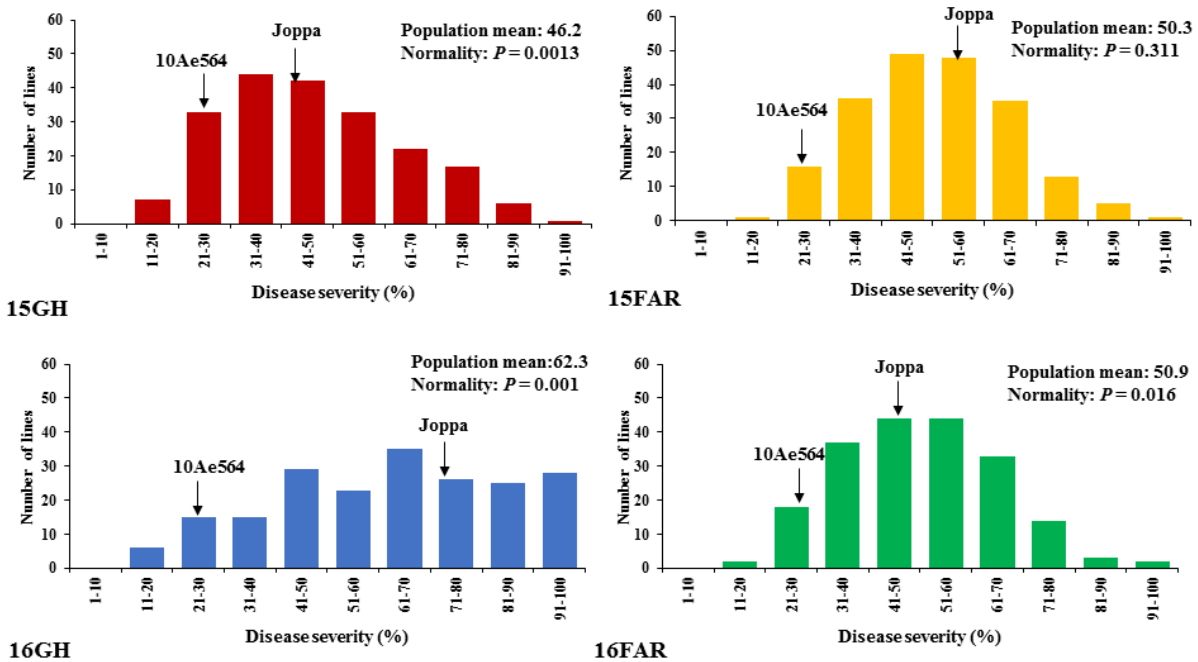 60
50
40
30
20
10
0
Number of lines
10Ae564
Joppa
Population mean: 46.2
Normality: P = 0.0013
1-10
11-20
21-30
31-40
41-50
51-60
61-70
71-80
81-90
91-100
Disease severity (%)
15GH
60
50
40
30
20
10
0
Number of lines
10Ae564
Joppa
Population mean: 50.3
Normality: P = 0.311
1-10
11-20
21-30
31-40
41-50
51-60
61-70
71-80
81-90
91-100
Disease severity (%)
15FAR
60
50
40
30
20
10
0
Number of lines
10Ae564
Joppa
Population mean:62.3
Normality: P = 0.001
1-10
11-20
21-30
31-40
41-50
51-60
61-70
71-80
81-90
91-100
Disease severity (%)
16GH
60
50
40
30
20
10
0
Number of lines
10Ae564
Joppa
Population mean: 50.9
Normality: P = 0.016
1-10
11-20
21-30
31-40
41-50
51-60
61-70
71-80
81-90
91-100
Disease severity (%)
16FAR